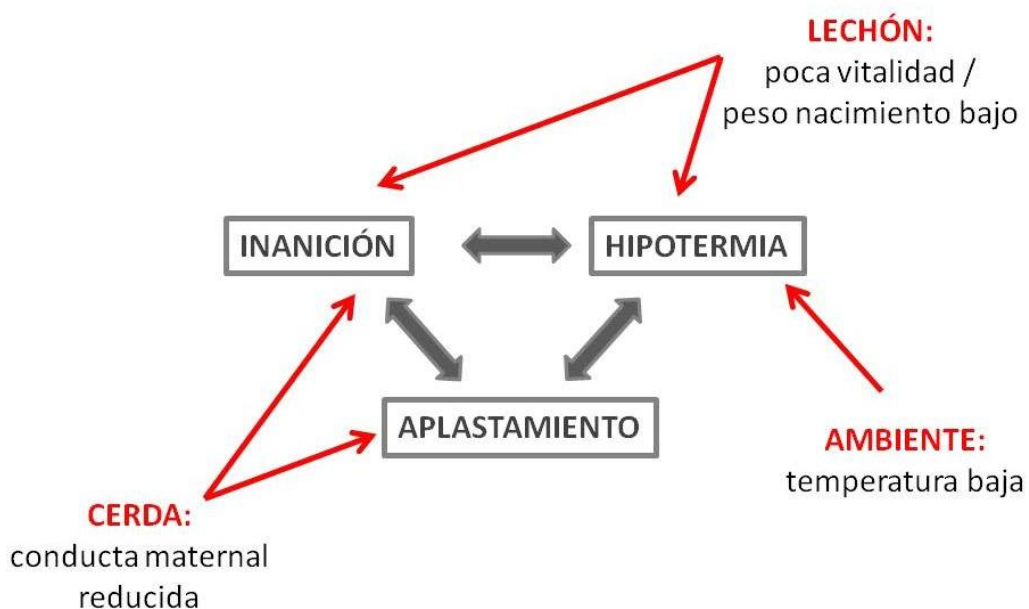 LECHÓN:
poca vitalidad /
peso nacimiento bajo
INANICIÓN
HIPOTERMIA
APLASTAMIENTO
AMBIENTE:
temperatura baja
CERDA:
conducta maternal
reducida